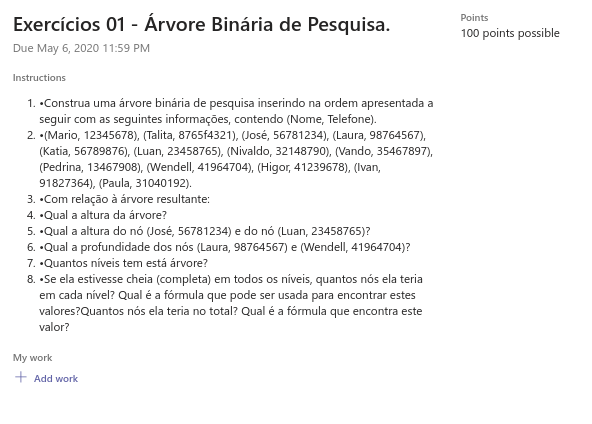 Exercícios 01 - Árvore Binária de Pesquisa.
Due May 6, 2020 11:59 PM
Points
100 points possible
Instructions
1. •Construa uma árvore binária de pesquisa inserindo na ordem apresentada a
seguir com as seguintes informações, contendo (Nome, Telefone).
2. •(Mario, 12345678), (Talita, 8765f4321), (José, 56781234), (Laura, 98764567),
(Katia, 56789876), (Luan, 23458765), (Nivaldo, 32148790), (Vando, 35467897),
(Pedrina, 13467908), (Wendell, 41964704), (Higor, 41239678), (Ivan,
91827364), (Paula, 31040192).
3. •Com relação à árvore resultante:
4. •Qual a altura da árvore?
5. •Qual a altura do nó (José, 56781234) e do nó (Luan, 23458765)?
6. •Qual a profundidade dos nós (Laura, 98764567) e (Wendell, 41964704)?
7. •Quantos níveis tem está árvore?
8. •Se ela estivesse cheia (completa) em todos os níveis, quantos nós ela teria
em cada nível? Qual é a fórmula que pode ser usada para encontrar estes
valores?Quantos nós ela teria no total? Qual é a fórmula que encontra este
valor?
My work
+ Add work